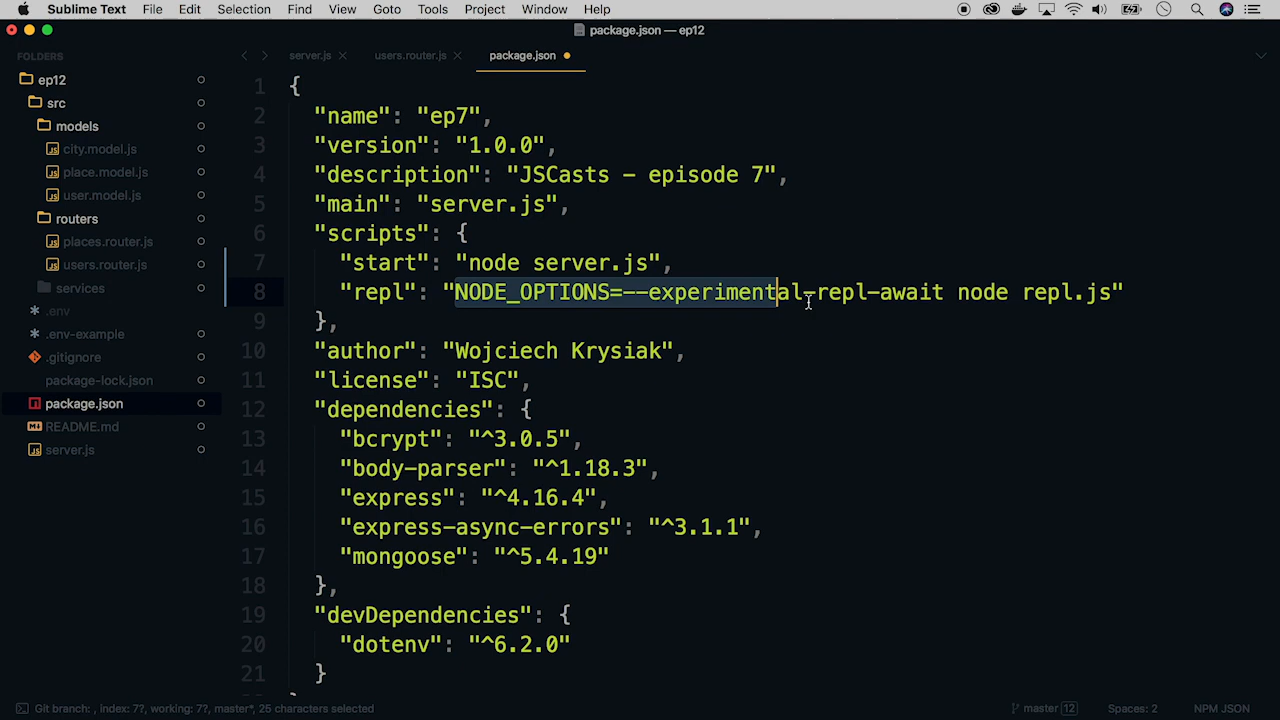 Sublime Text File Edit Selection Find View Goto Tools Project Window Help
package.json — ep12
FOLDERS
ep12
src
models
city.model.js
place.model.js
user.model.js
routers
places.router.js
users.router.js
services
.env
.env-example
.gitignore
package-lock.json
package.json
README.md
server.js
server.js users.router.js package.json
1 {
2 "name": "ep7",
3 "version": "1.0.0",
4 "description": "JSCasts - episode 7",
5 "main": "server.js",
6 "scripts": {
7 "start": "node server.js",
8 "repl": "NODE_OPTIONS=--experimental-repl-await node repl.js"
9 },
10 "author": "Wojciech Krysiak",
11 "license": "ISC",
12 "dependencies": {
13 "bcrypt": "^3.0.5",
14 "body-parser": "^1.18.3",
15 "express": "^4.16.4",
16 "express-async-errors": "^3.1.1",
17 "mongoose": "^5.4.19"
18 },
19 "devDependencies": {
20 "dotenv": "^6.2.0"
21 }
Git branch: , index: 7?, working: 7?, master*, 25 characters selected
master 12 Spaces: 2 NPM JSON